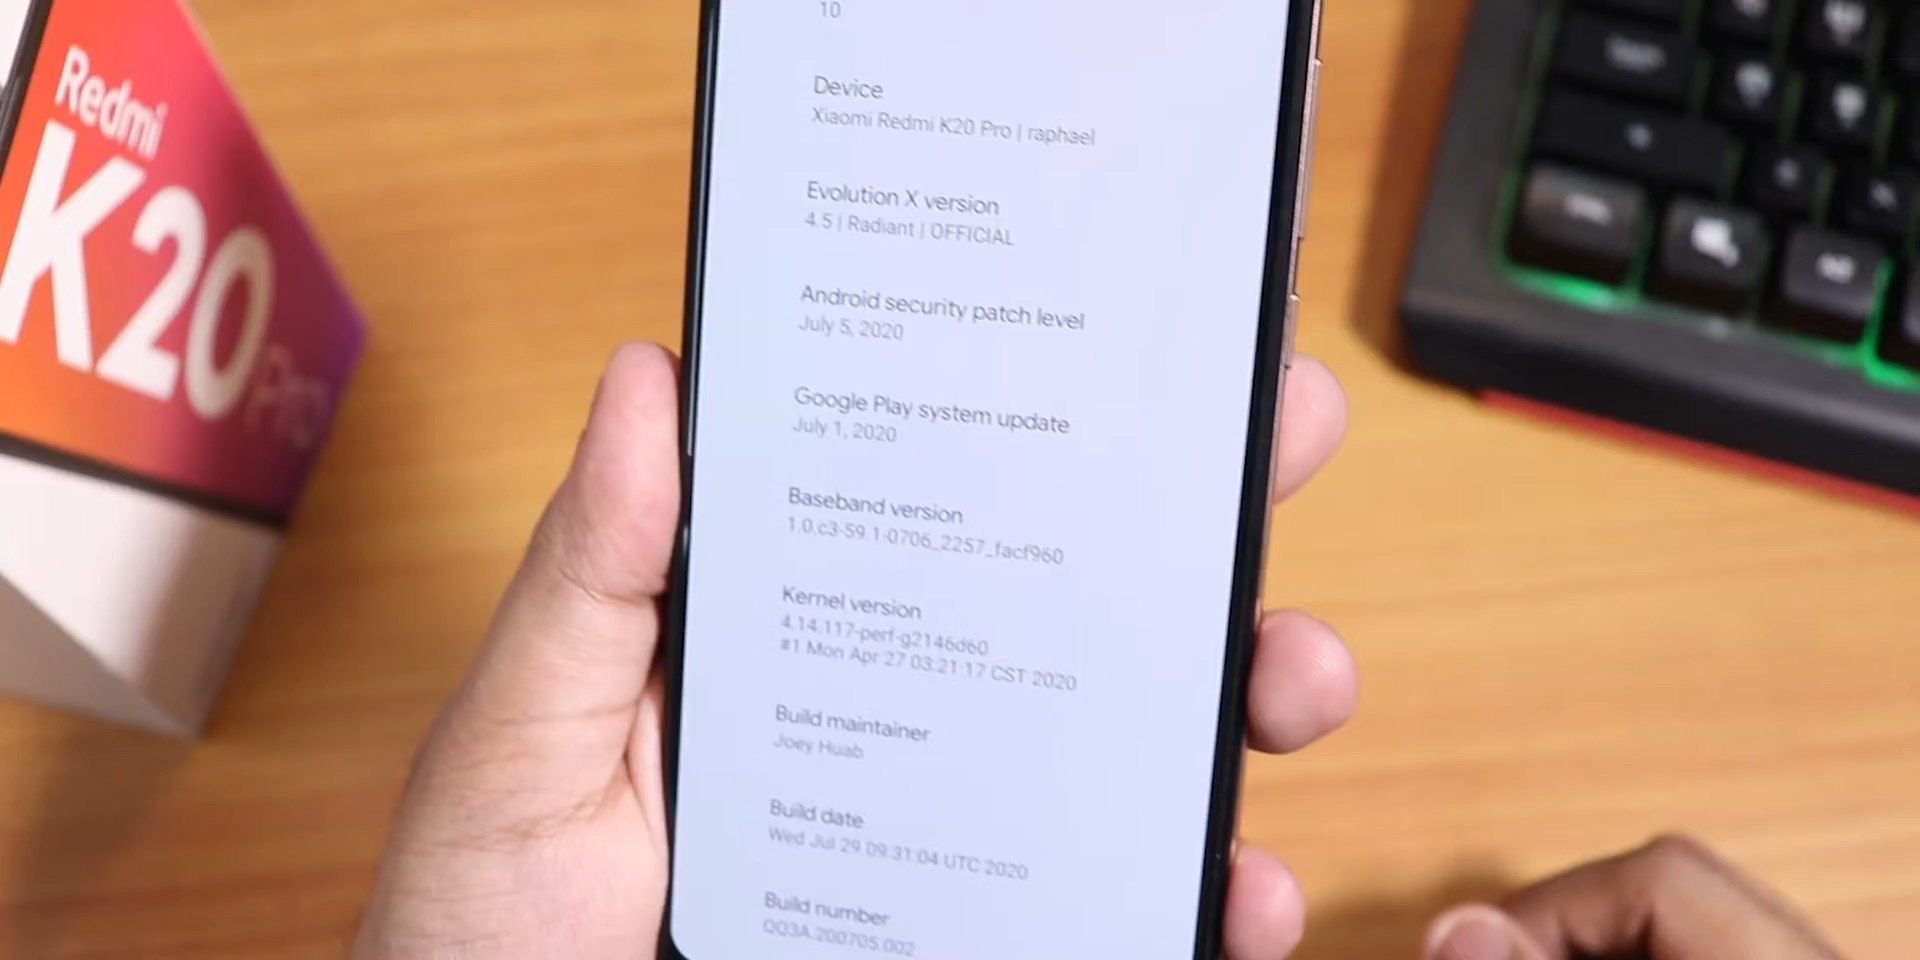 Redmi
K20 Pro
10
Device
Xiaomi Redmi K20 Pro | raphael
Evolution X version
4.5 | Radiant | OFFICIAL
Android security patch level
July 5, 2020
Google Play system update
July 1, 2020
Baseband version
1.0.c3-59.1-0706_2257_facf960
Kernel version
4.14.117-perf-g2146d60
#1 Mon Apr 27 03:21:17 CST 2020
Build maintainer
Joey Huab
Build date
Wed Jul 29 09:31:04 UTC 2020
Build number
QQ3A.200705.002